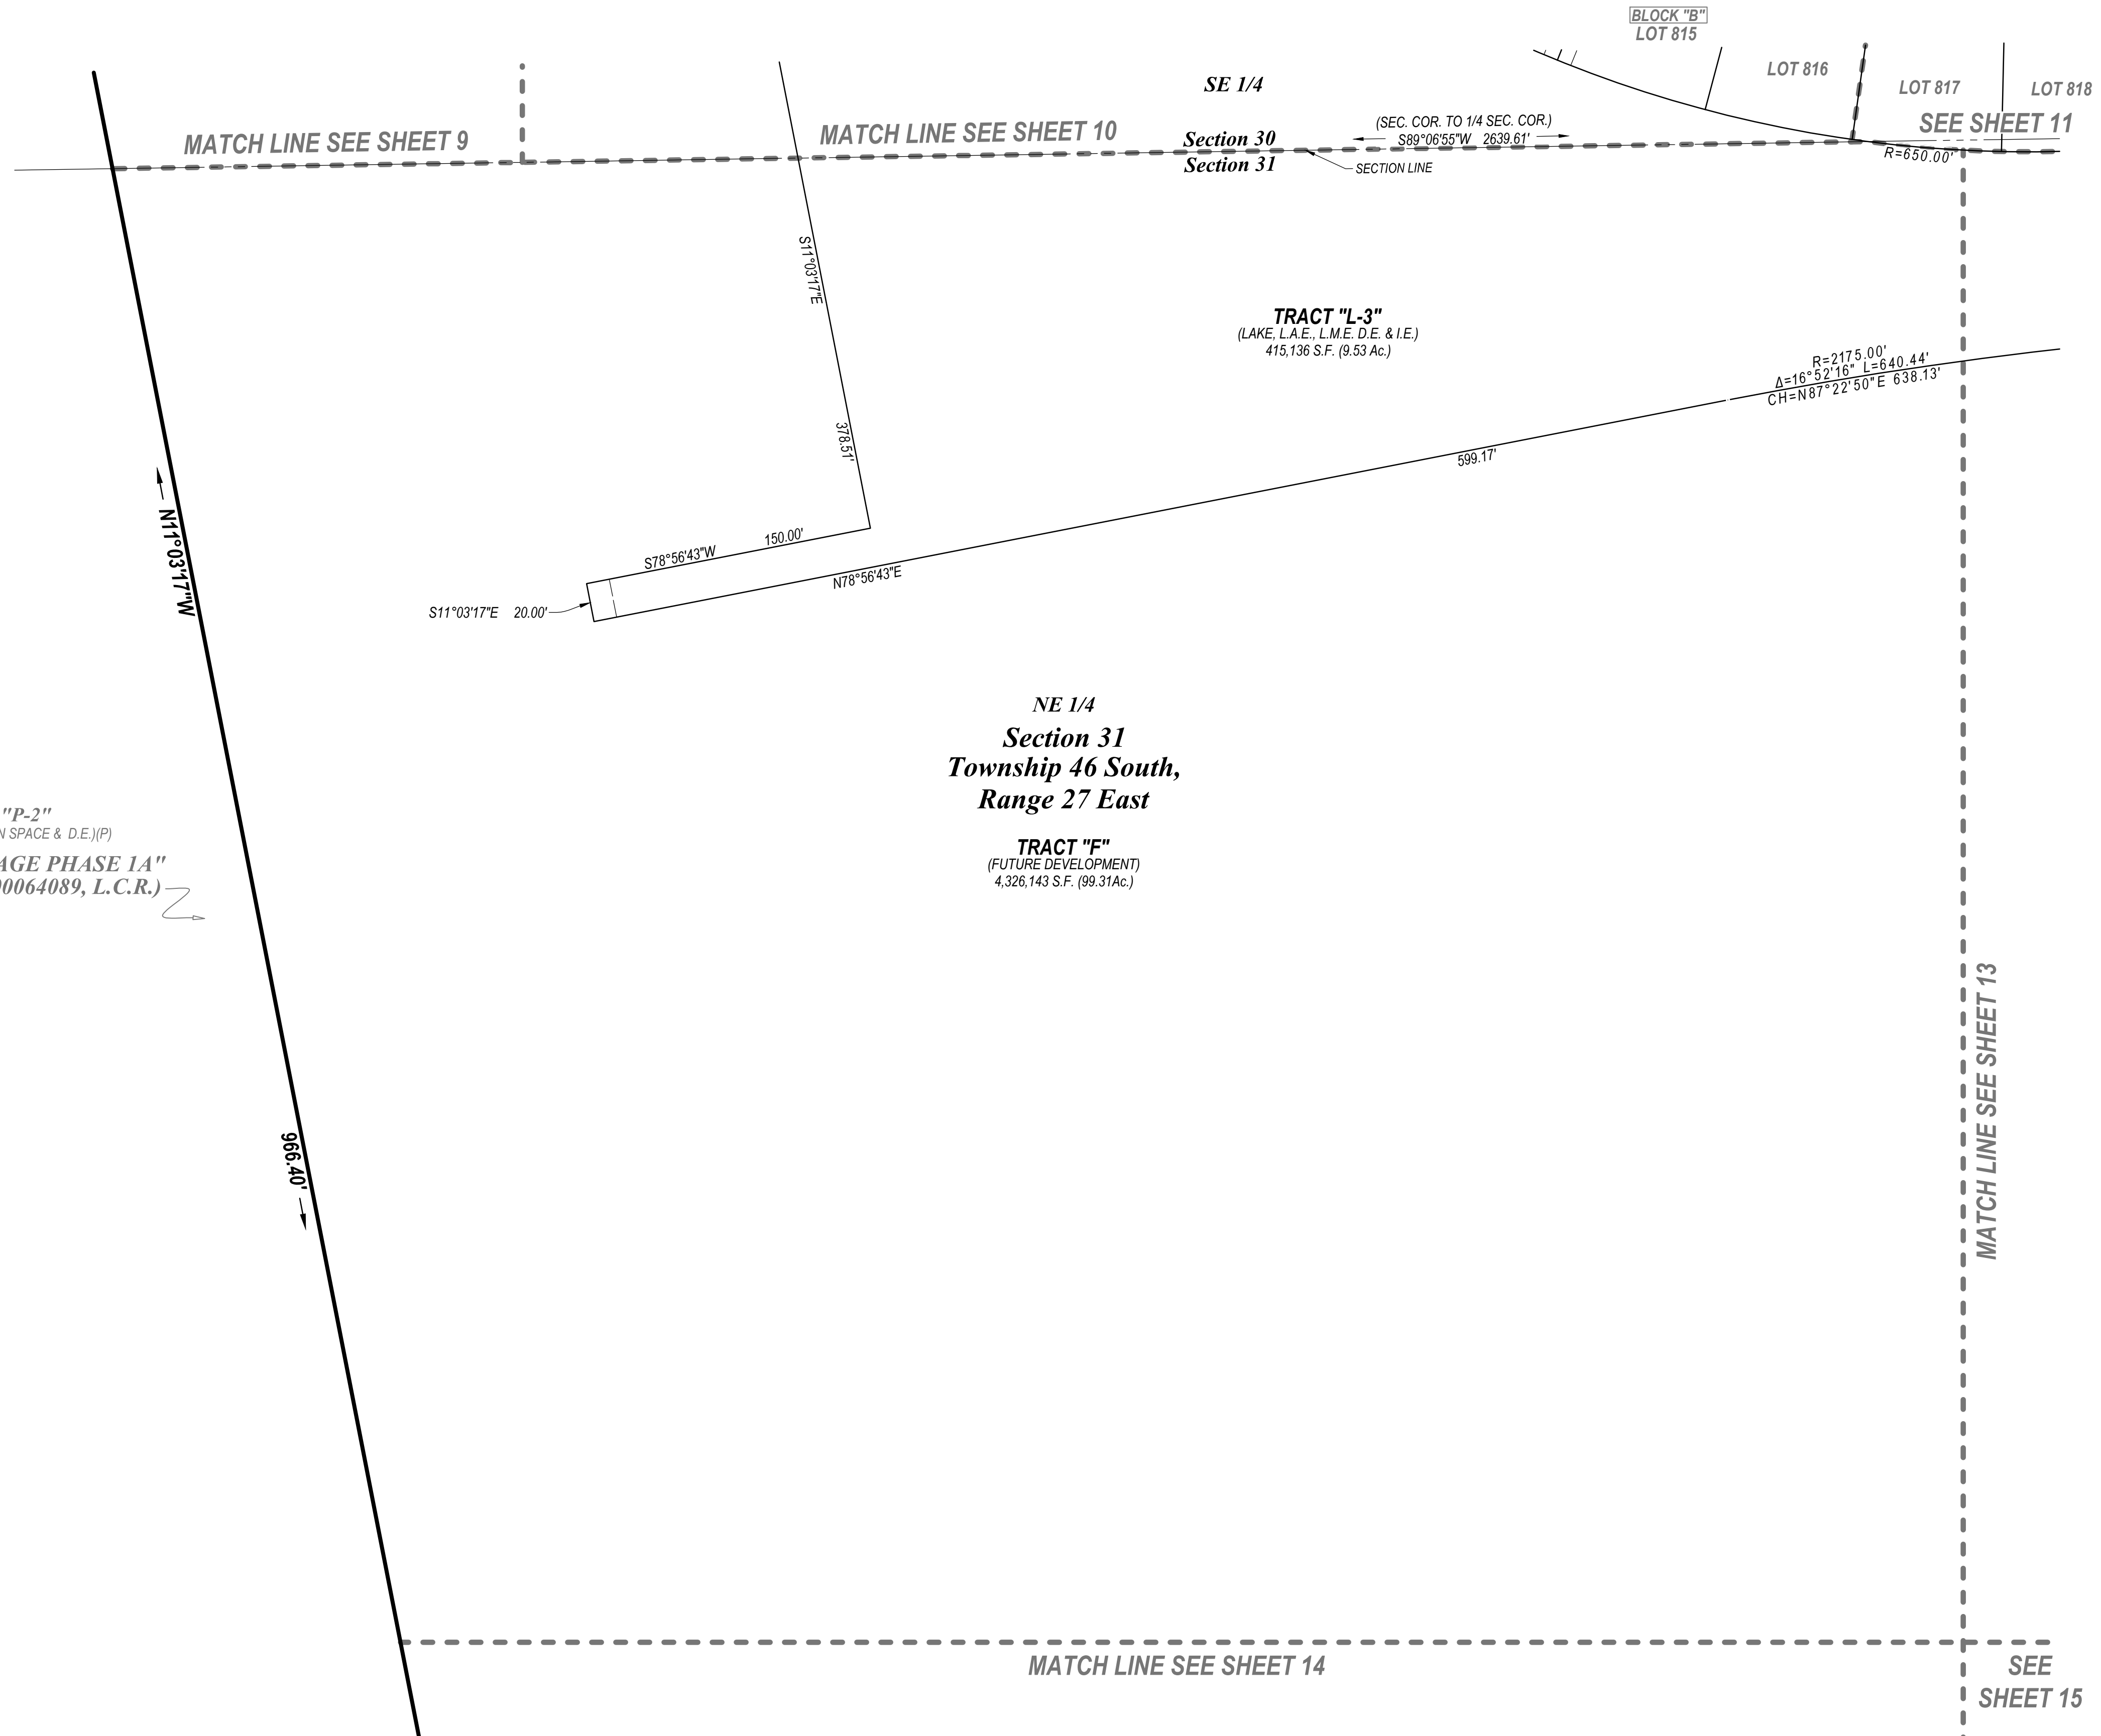 BLOCK "B"
LOT 815
LOT 816
LOT 817
LOT 818
SE 1/4
MATCH LINE SEE SHEET 9
MATCH LINE SEE SHEET 10
Section 30
Section 31
(SEC. COR. TO 1/4 SEC. COR.)
S89°06'55"W 2639.61'
SECTION LINE
SEE SHEET 11
R=650.00'
S11°03'17"E
378.51'
TRACT "L-3"
(LAKE, L.A.E., L.M.E. D.E. & I.E.)
415,136 S.F. (9.53 Ac.)
R=2175.00'
Δ=16°52'16" L=640.44'
CH=N87°22'50"E 638.13'
599.17'
N11°03'17"W
S78°56'43"W 150.00'
N78°56'43"E
S11°03'17"E 20.00'
NE 1/4
Section 31
Township 46 South,
Range 27 East
TRACT "F"
(FUTURE DEVELOPMENT)
4,326,143 S.F. (99.31Ac.)
"P-2"
N SPACE & D.E.)(P)
AGE PHASE 1A"
00064089, L.C.R.)
966.40'
MATCH LINE SEE SHEET 13
MATCH LINE SEE SHEET 14
SEE
SHEET 15